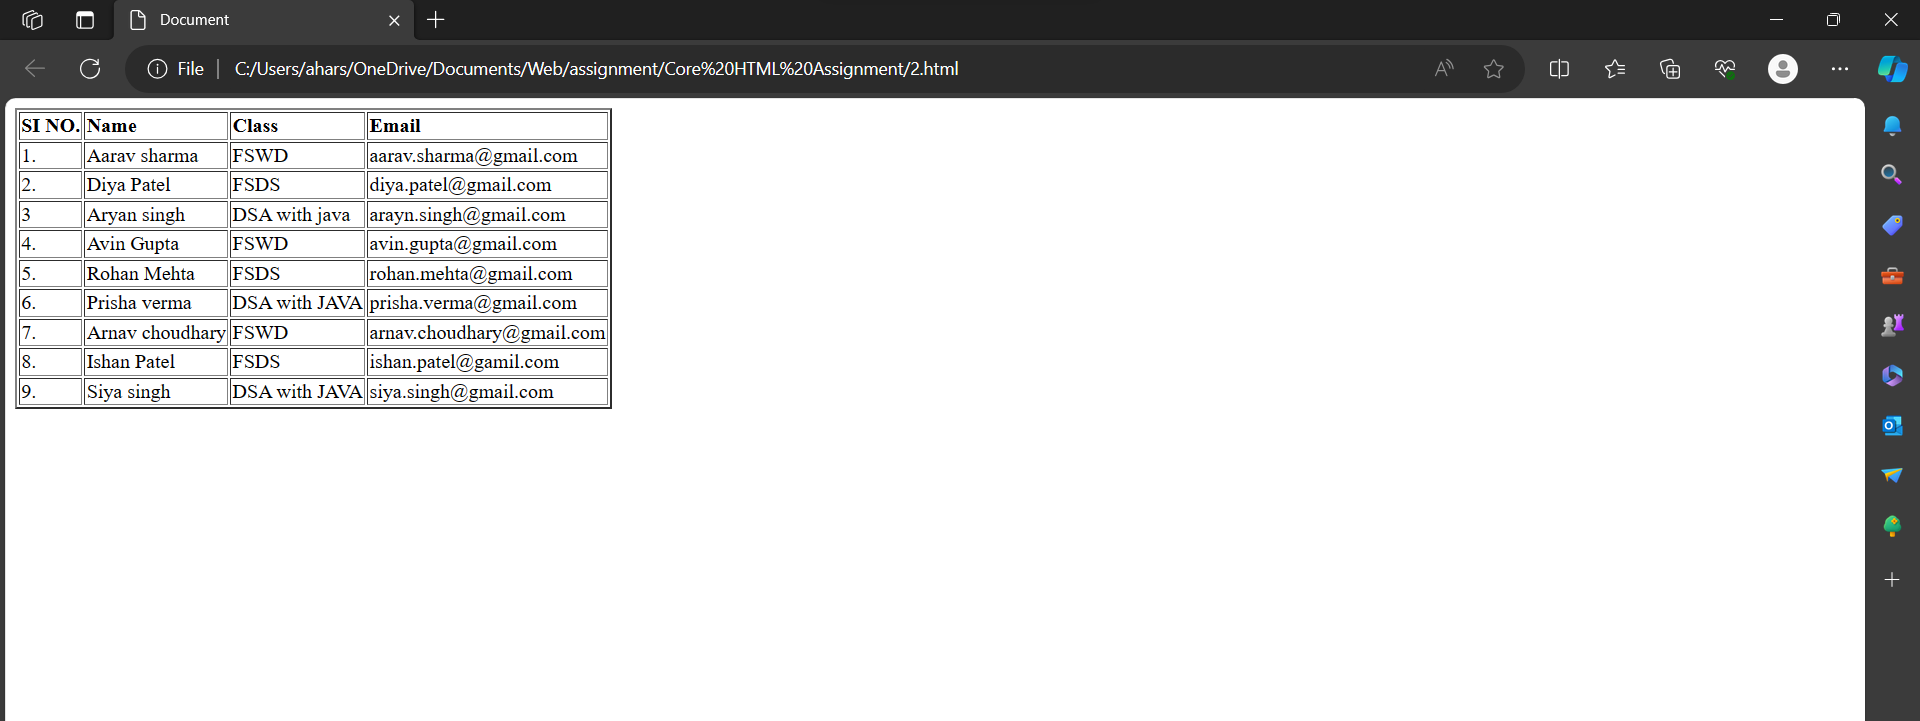 Document
File C:/Users/ahars/OneDrive/Documents/Web/assignment/Core%20HTML%20Assignment/2.html
SI NO. Name Class Email
1. Aarav sharma FSWD aarav.sharma@gmail.com
2. Diya Patel FSDS diya.patel@gmail.com
3 Aryan singh DSA with java arayn.singh@gmail.com
4. Avin Gupta FSWD avin.gupta@gmail.com
5. Rohan Mehta FSDS rohan.mehta@gmail.com
6. Prisha verma DSA with JAVA prisha.verma@gmail.com
7. Arnav choudhary FSWD arnav.choudhary@gmail.com
8. Ishan Patel FSDS ishan.patel@gamil.com
9. Siya singh DSA with JAVA siya.singh@gmail.com